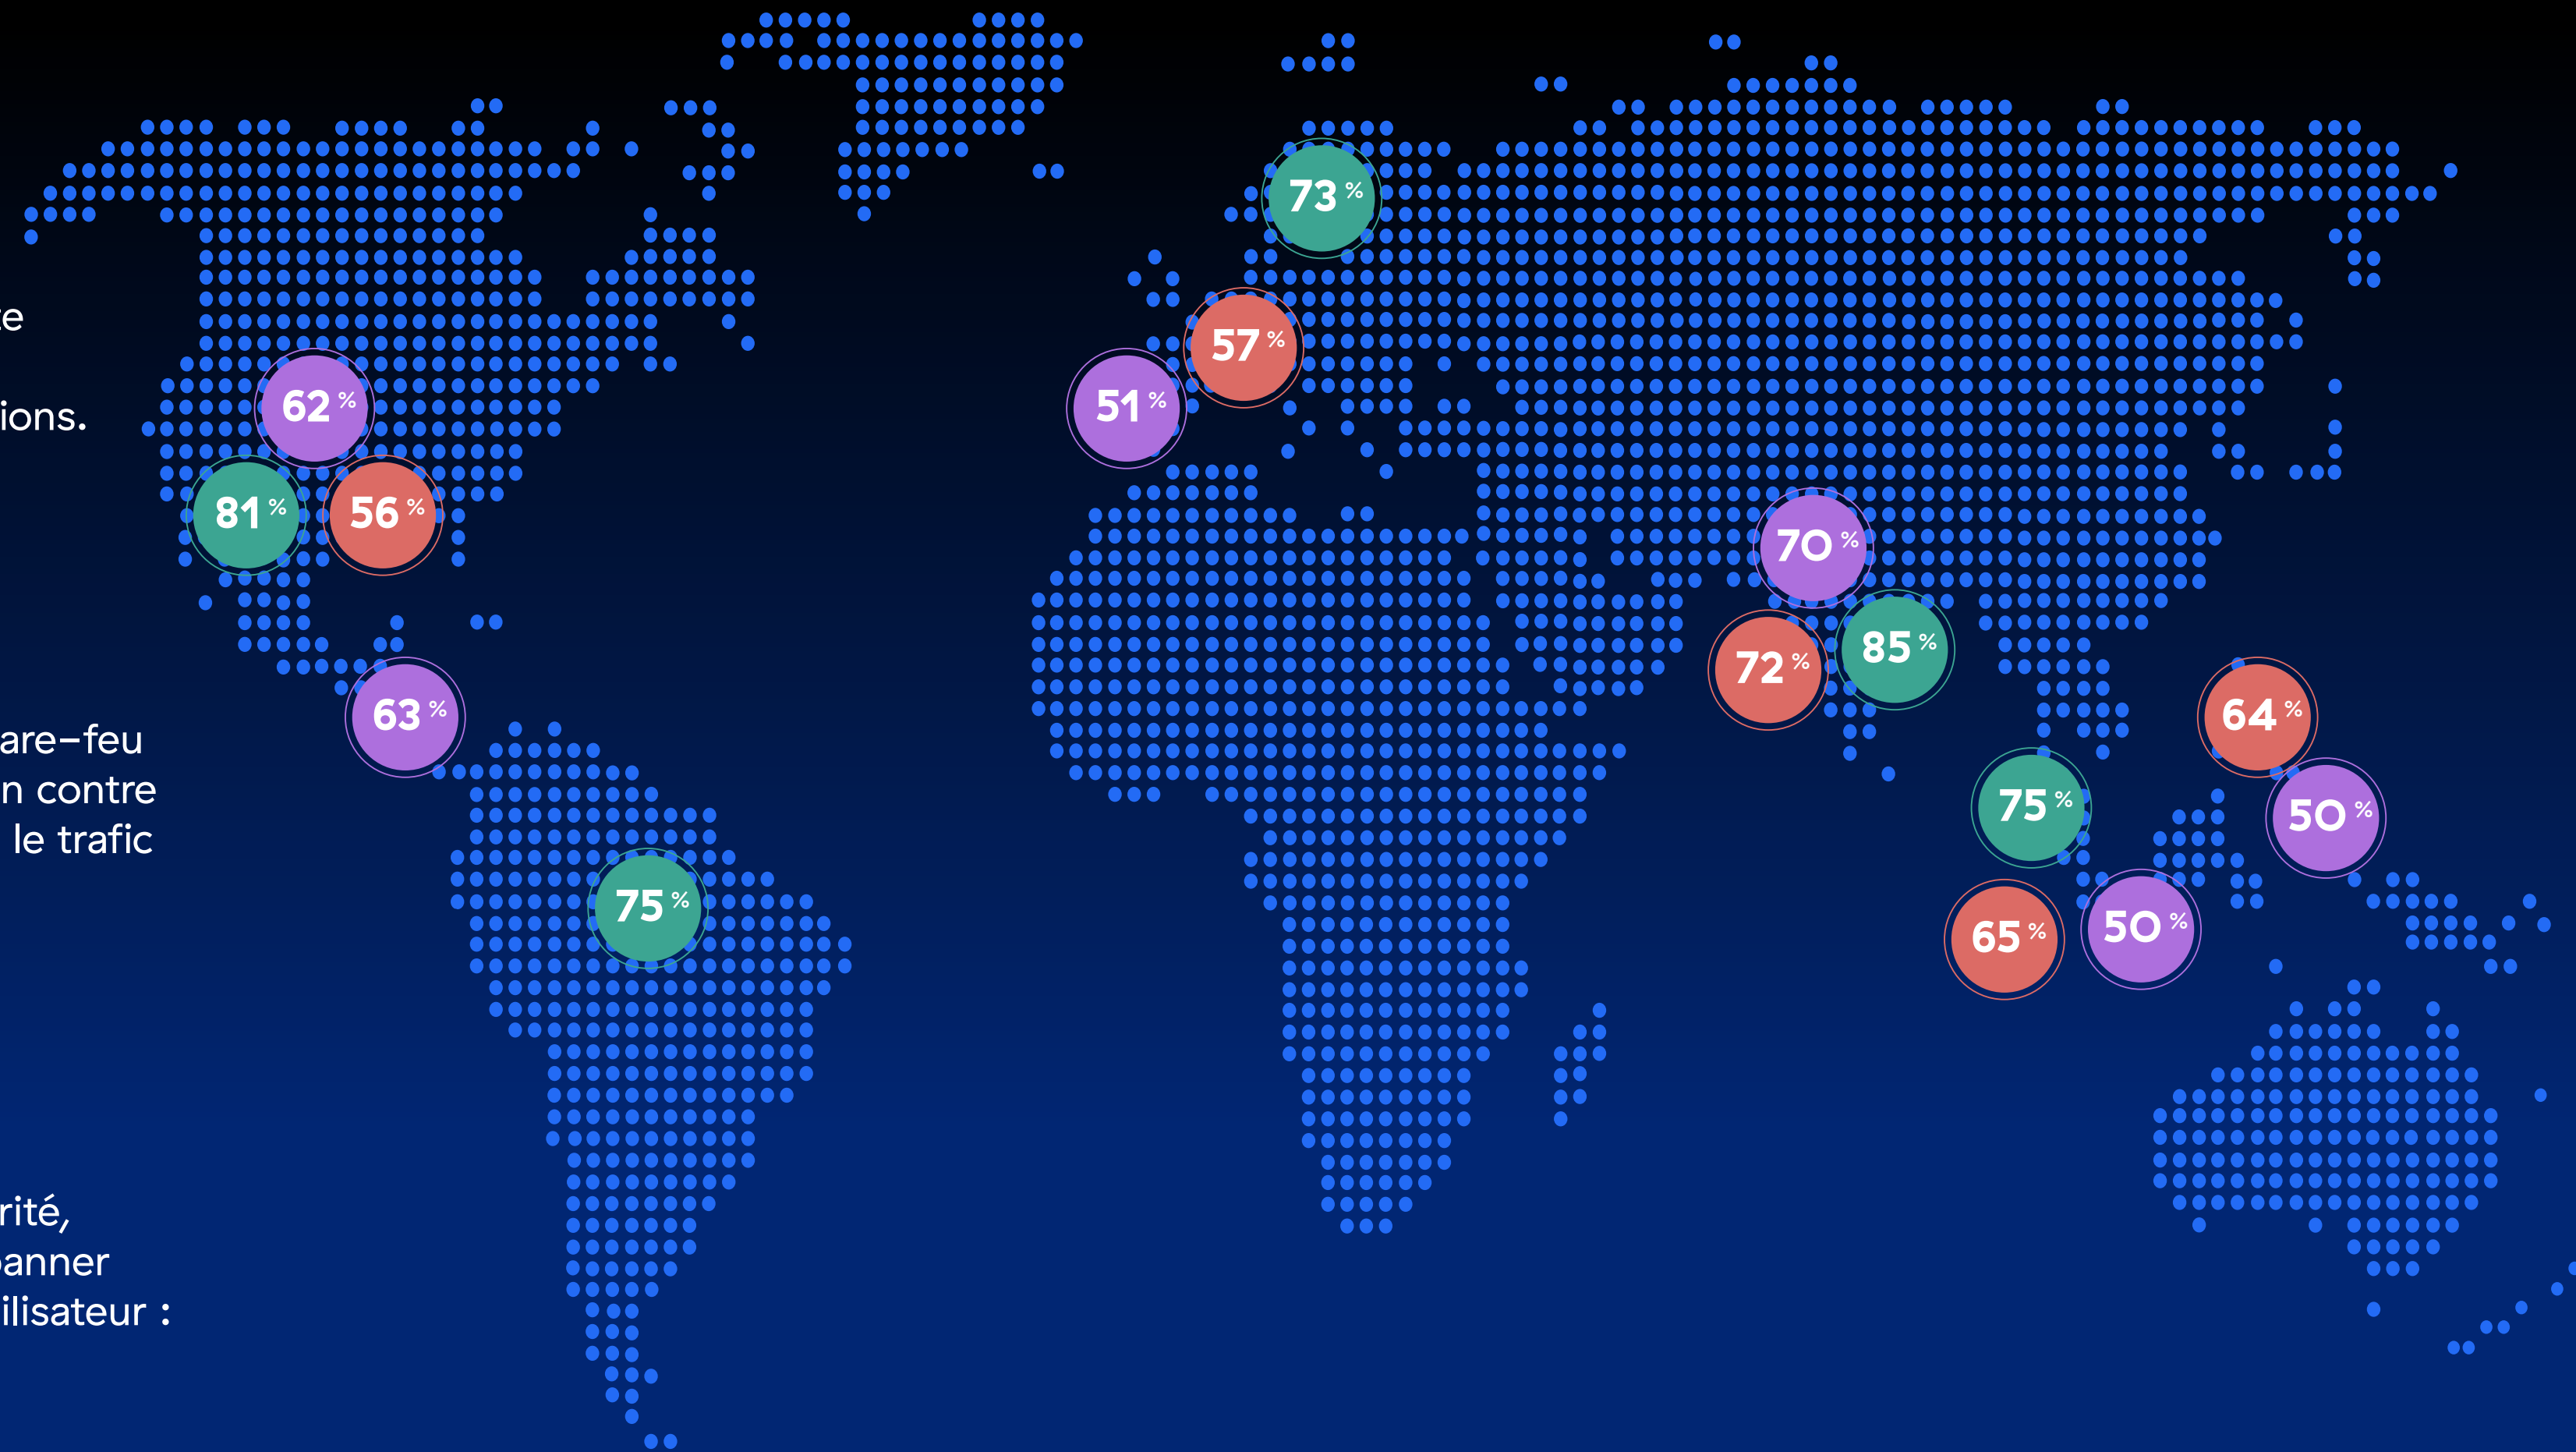 73 %
te
57 %
62 %
51 %
ions.
81 %
56 %
70 %
85 %
72 %
63 %
64 %
are-feu
n contre
75 %
50 %
le trafic
75 %
50 %
65 %
rité,
anner
ilisateur :